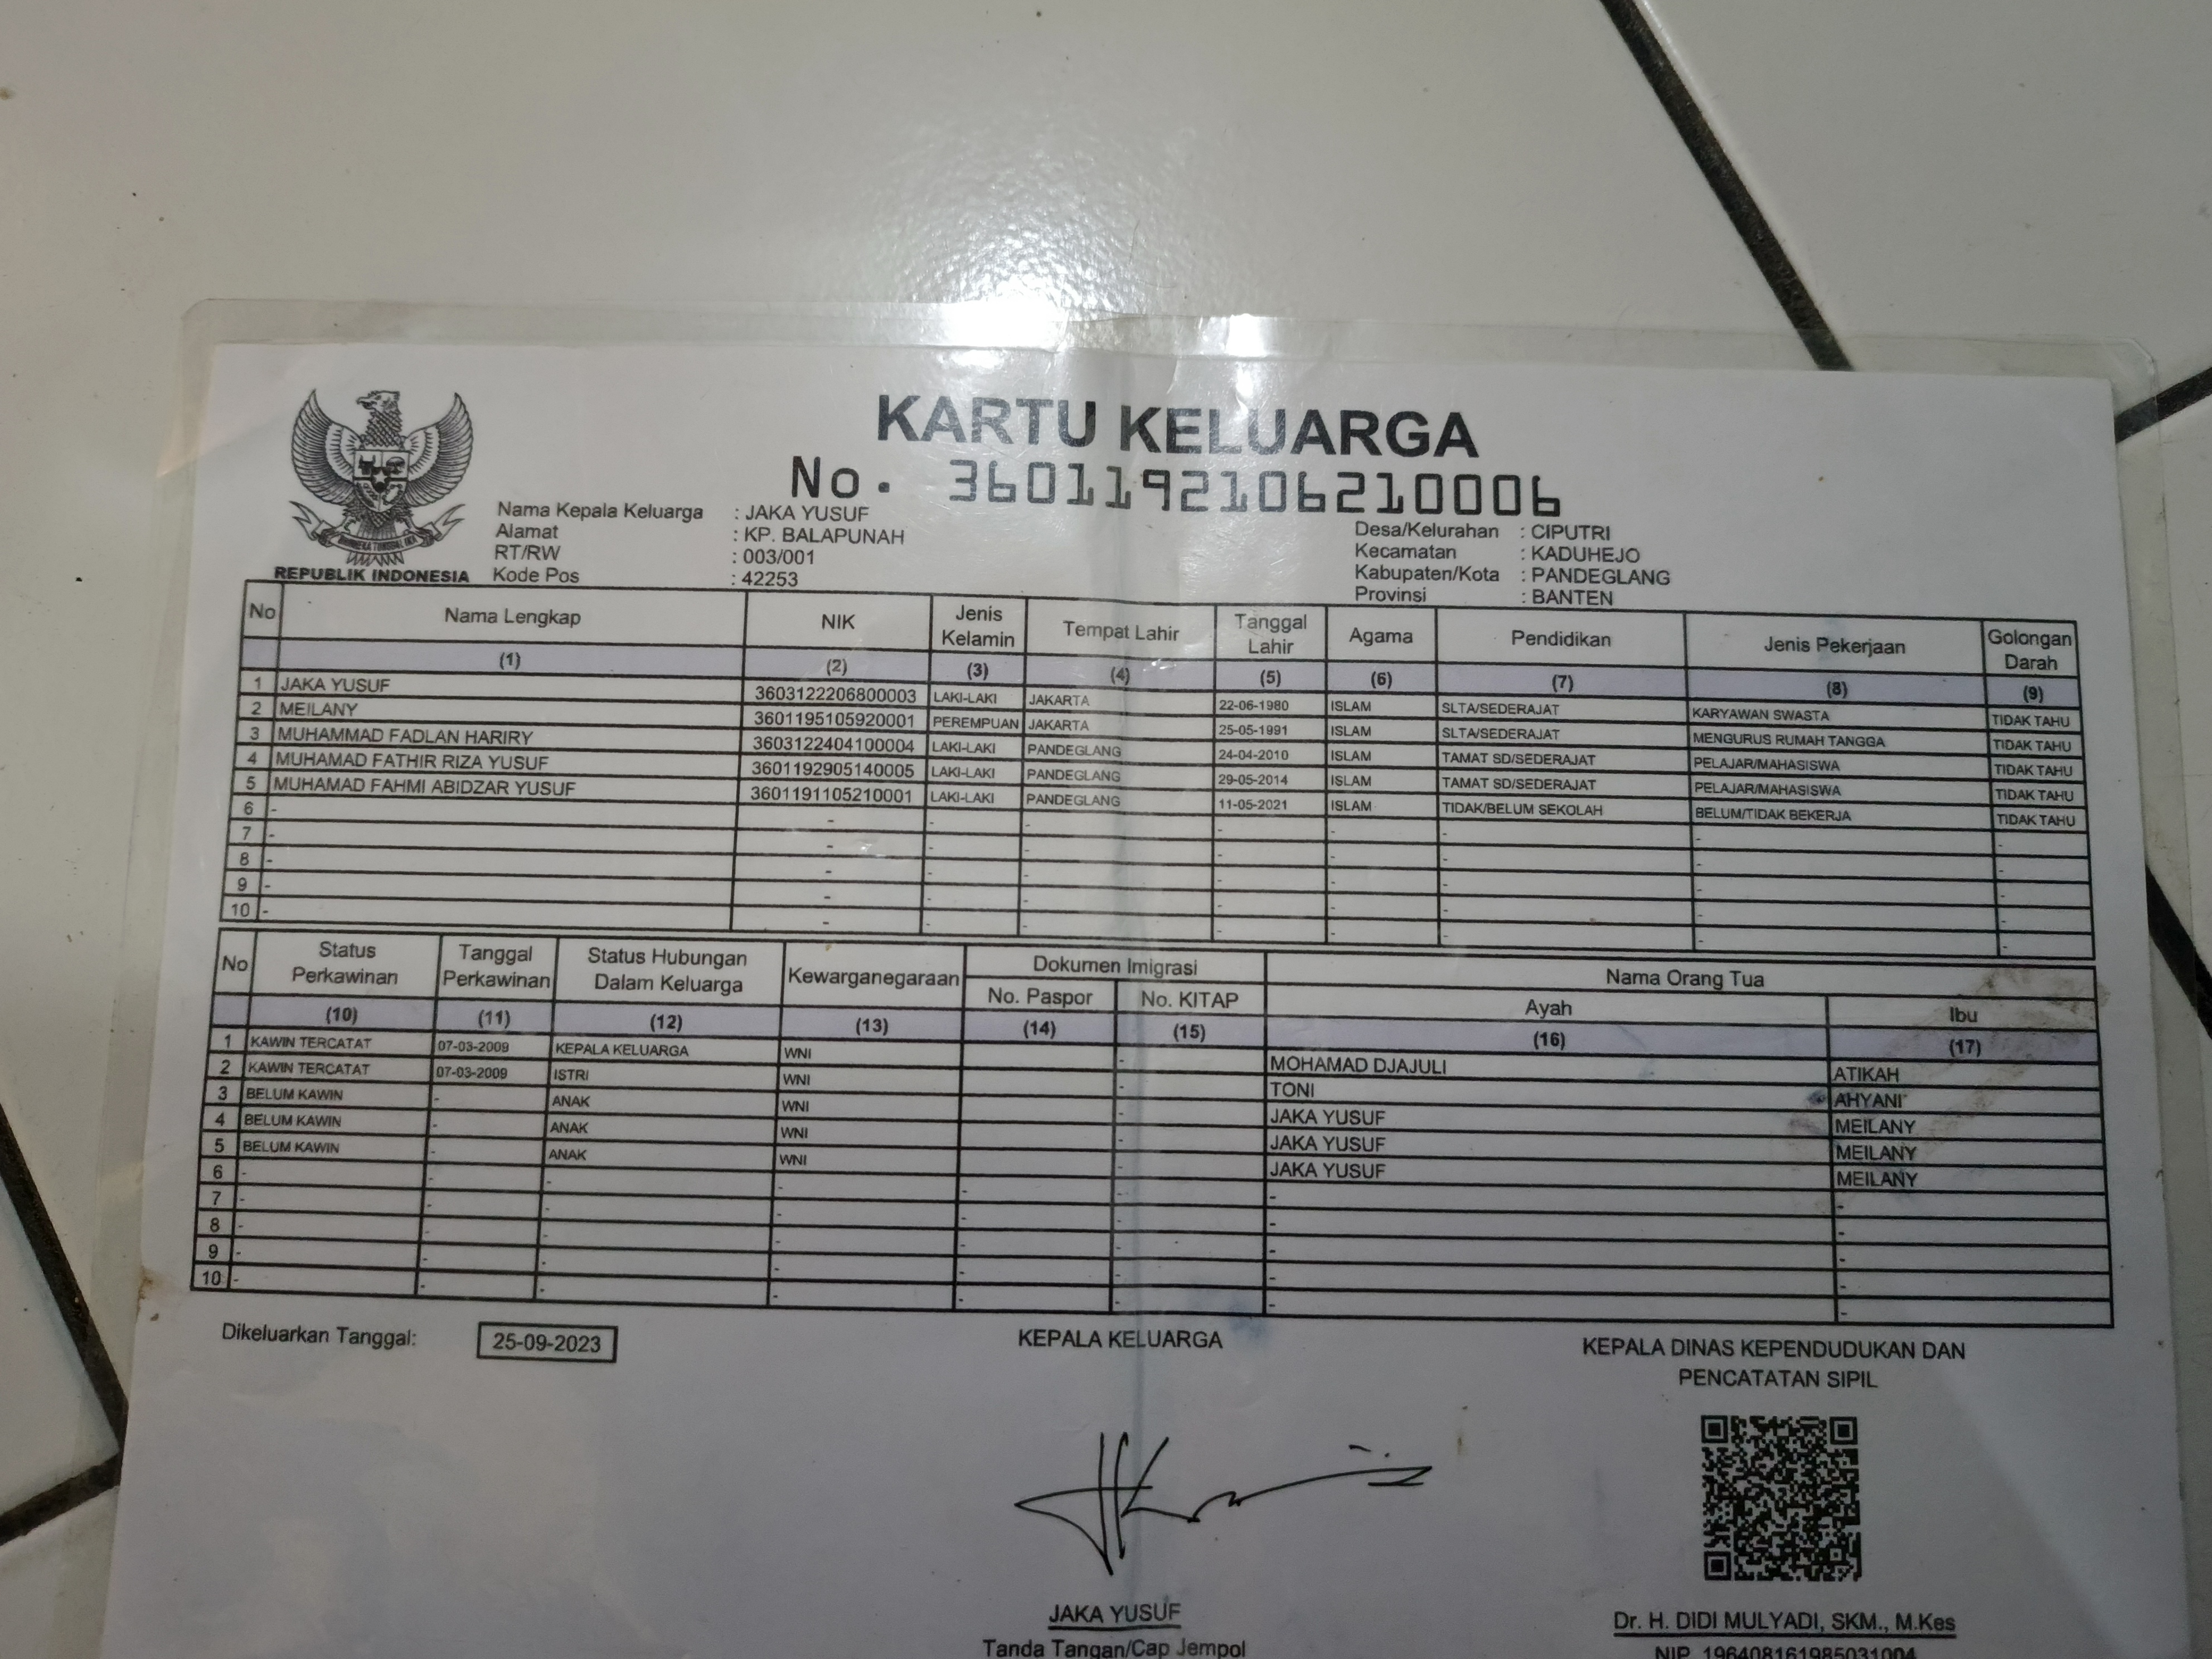 KARTU KELUARGA
No. 3601192106210006
Nama Kepala Keluarga : JAKA YUSUF
Alamat : KP. BALAPUNAH
RT/RW : 003/001
Kode Pos : 42253
Desa/Kelurahan : CIPUTRI
Kecamatan : KADUHEJO
Kabupaten/Kota : PANDEGLANG
Provinsi : BANTEN
REPUBLIK INDONESIA
No Nama Lengkap NIK Jenis Kelamin Tempat Lahir Tanggal Lahir Agama Pendidikan Jenis Pekerjaan Golongan Darah
(1) (2) (3) (4) (5) (6) (7) (8) (9)
1 JAKA YUSUF 3603122206800003 LAKI-LAKI JAKARTA 22-06-1980 ISLAM SLTA/SEDERAJAT KARYAWAN SWASTA TIDAK TAHU
2 MEILANY 3601195105920001 PEREMPUAN JAKARTA 25-05-1991 ISLAM SLTA/SEDERAJAT MENGURUS RUMAH TANGGA TIDAK TAHU
3 MUHAMMAD FADLAN HARIRY 3603122404100004 LAKI-LAKI PANDEGLANG 24-04-2010 ISLAM TAMAT SD/SEDERAJAT PELAJAR/MAHASISWA TIDAK TAHU
4 MUHAMAD FATHIR RIZA YUSUF 3601192905140005 LAKI-LAKI PANDEGLANG 29-05-2014 ISLAM TAMAT SD/SEDERAJAT PELAJAR/MAHASISWA TIDAK TAHU
5 MUHAMAD FAHMI ABIDZAR YUSUF 3601191105210001 LAKI-LAKI PANDEGLANG 11-05-2021 ISLAM TIDAK/BELUM SEKOLAH BELUM/TIDAK BEKERJA TIDAK TAHU
6 - - - - - - - - -
7 - - - - - - - - -
8 - - - - - - - - -
9 - - - - - - - - -
10 - - - - - - - - -
No Status Perkawinan Tanggal Perkawinan Status Hubungan Dalam Keluarga Kewarganegaraan Dokumen Imigrasi Nama Orang Tua
No. Paspor No. KITAP Ayah Ibu
(10) (11) (12) (13) (14) (15) (16) (17)
1 KAWIN TERCATAT 07-03-2009 KEPALA KELUARGA WNI - MOHAMAD DJAJULI ATIKAH
2 KAWIN TERCATAT 07-03-2009 ISTRI WNI - TONI AHYANI
3 BELUM KAWIN - ANAK WNI - JAKA YUSUF MEILANY
4 BELUM KAWIN - ANAK WNI - JAKA YUSUF MEILANY
5 BELUM KAWIN - ANAK WNI - JAKA YUSUF MEILANY
6 - - - - - - - -
7 - - - - - - - -
8 - - - - - - - -
9 - - - - - - - -
10 - - - - - - - -
Dikeluarkan Tanggal: 25-09-2023
KEPALA KELUARGA
JAKA YUSUF
Tanda Tangan/Cap Jempol
KEPALA DINAS KEPENDUDUKAN DAN
PENCATATAN SIPIL
Dr. H. DIDI MULYADI, SKM., M.Kes
NIP. 196408161985031004